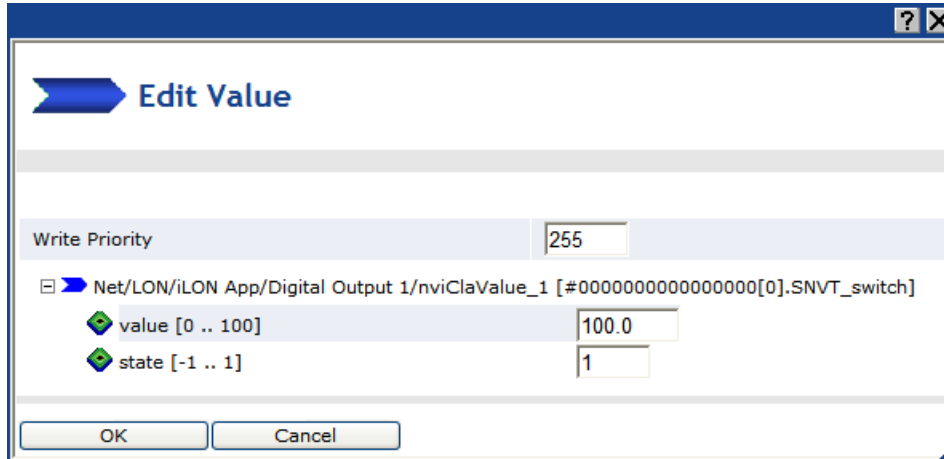 ?
Edit Value
Write Priority 255
Net/LON/iLON App/Digital Output 1/nviClaValue_1 [#0000000000000000[0].SNVT_switch]
value [0 .. 100] 100.0
state [-1 .. 1] 1
OK Cancel